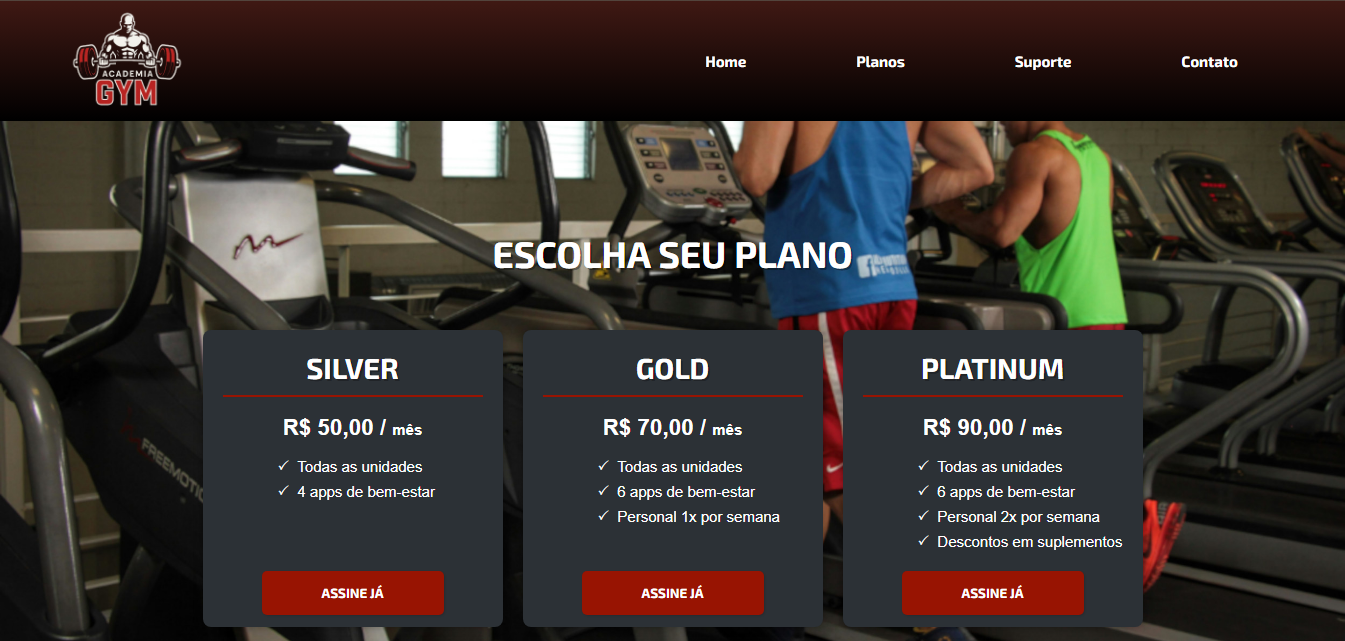 ACADEMIA
GYM
Home
Planos
Suporte
Contato
ESCOLHA SEU PLANO
SILVER
R$ 50,00 / mês
✓ Todas as unidades
✓ 4 apps de bem-estar
ASSINE JÁ
GOLD
R$ 70,00 / mês
✓ Todas as unidades
✓ 6 apps de bem-estar
✓ Personal 1x por semana
ASSINE JÁ
PLATINUM
R$ 90,00 / mês
✓ Todas as unidades
✓ 6 apps de bem-estar
✓ Personal 2x por semana
✓ Descontos em suplementos
ASSINE JÁ
FREEMOTIO